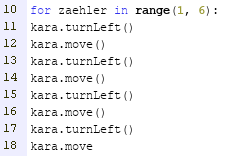 10 for zaehler in range(1, 6):
11 kara.turnLeft()
12 kara.move()
13 kara.turnLeft()
14 kara.move()
15 kara.turnLeft()
16 kara.move()
17 kara.turnLeft()
18 kara.move